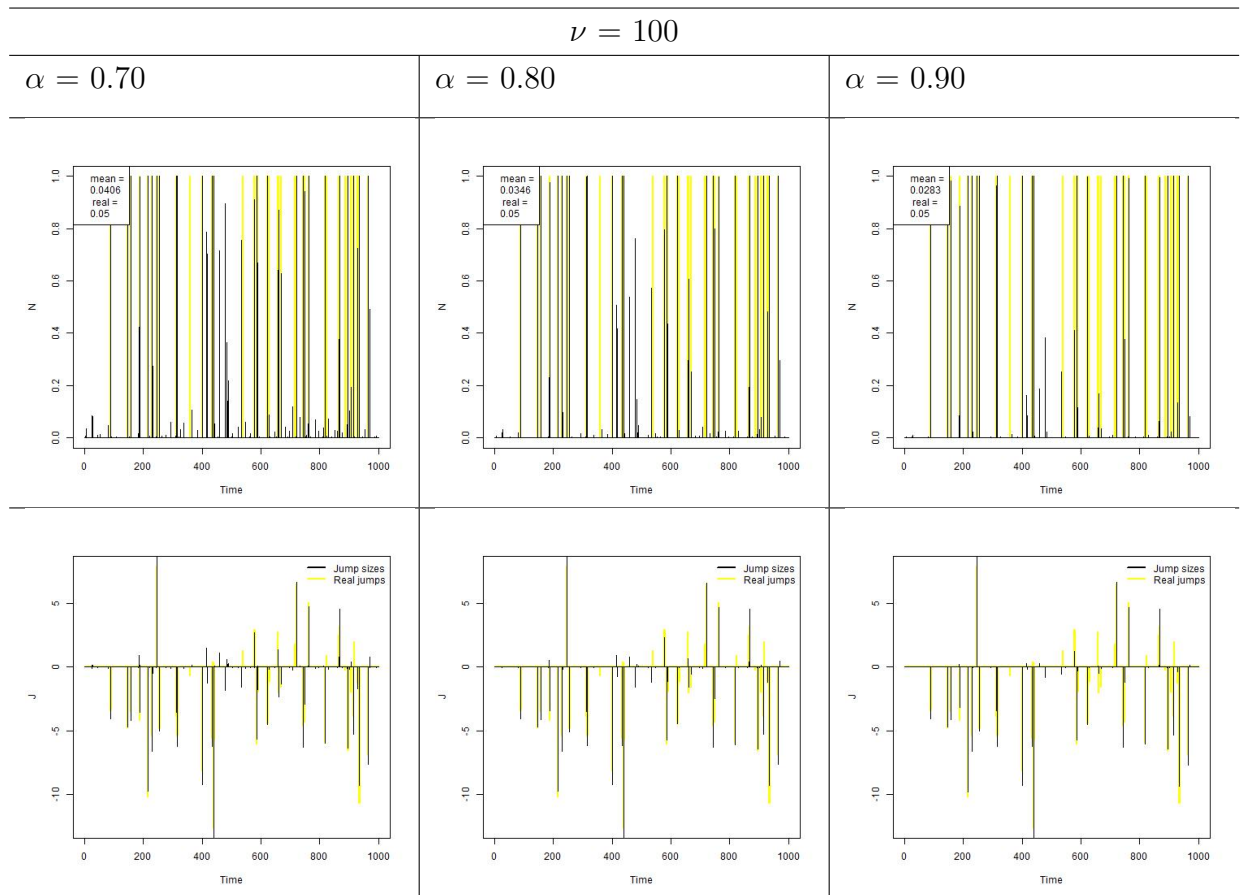 ν = 100
α = 0.70
α = 0.80
α = 0.90
mean =
0.0406
real =
0.05
0.0 0.2 0.4 0.6 0.8 1.0
N
0 200 400 600 800 1000
Time
mean =
0.0346
real =
0.05
0.0 0.2 0.4 0.6 0.8 1.0
N
0 200 400 600 800 1000
Time
mean =
0.0283
real =
0.05
0.0 0.2 0.4 0.6 0.8 1.0
N
0 200 400 600 800 1000
Time
Jump sizes
Real jumps
-10 -5 0 5
J
0 200 400 600 800 1000
Time
Jump sizes
Real jumps
-10 -5 0 5
J
0 200 400 600 800 1000
Time
Jump sizes
Real jumps
-10 -5 0 5
J
0 200 400 600 800 1000
Time